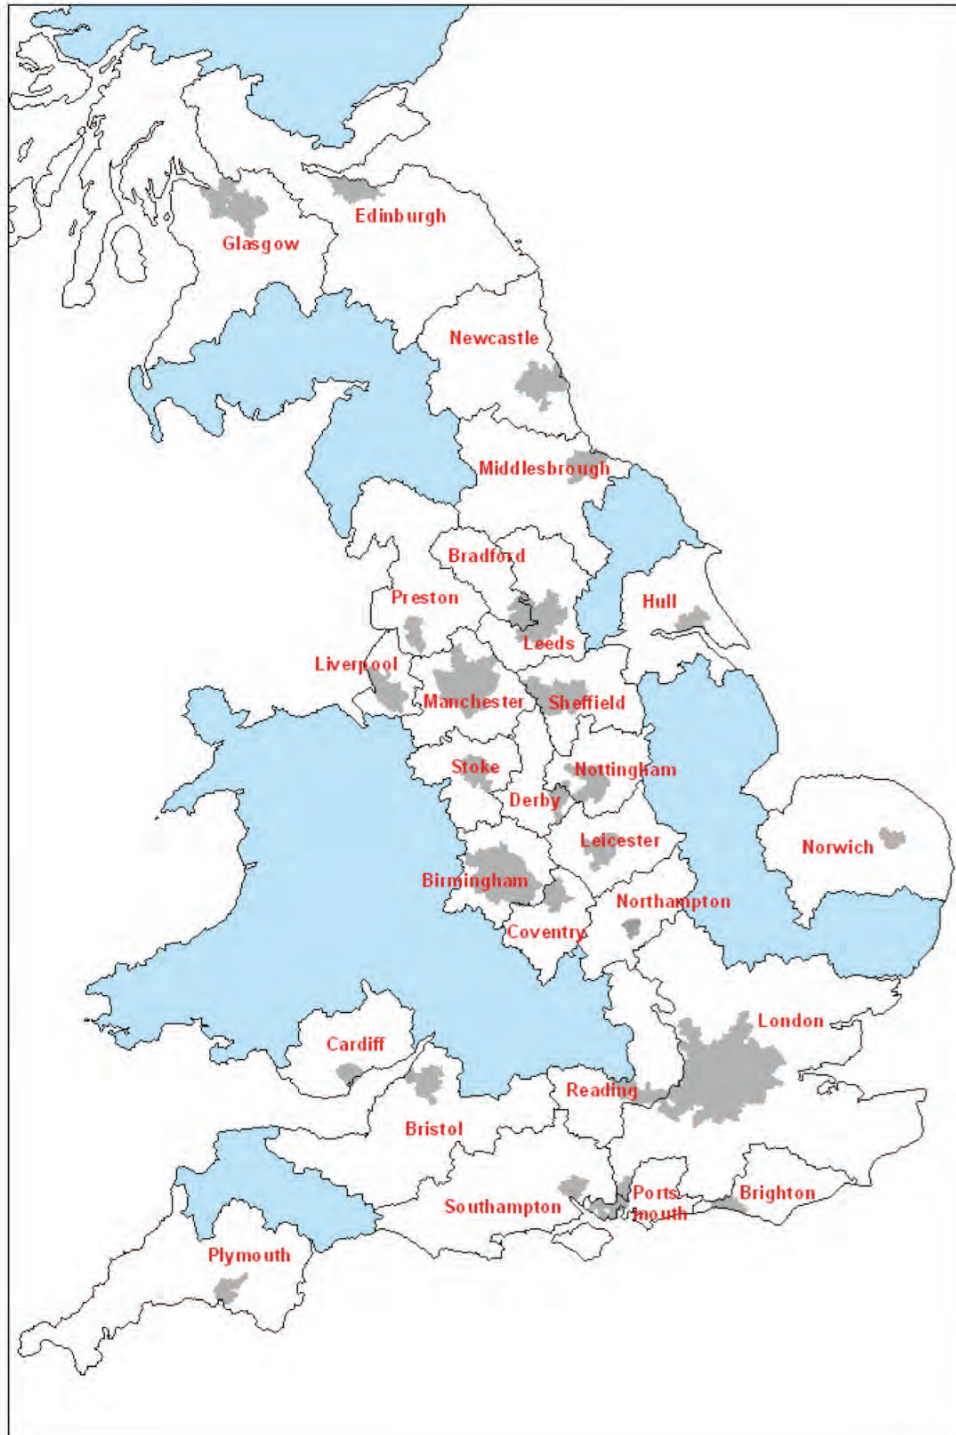 Edinburgh
Glasgow
Newcastle
Middlesbrough
Bradford
Preston
Hull
Leeds
Liverpool
Manchester
Sheffield
Stoke
Nottingham
Derby
Leicester
Norwich
Birmingham
Northampton
Coventry
London
Cardiff
Reading
Bristol
Southampton
Ports
mouth
Brighton
Plymouth